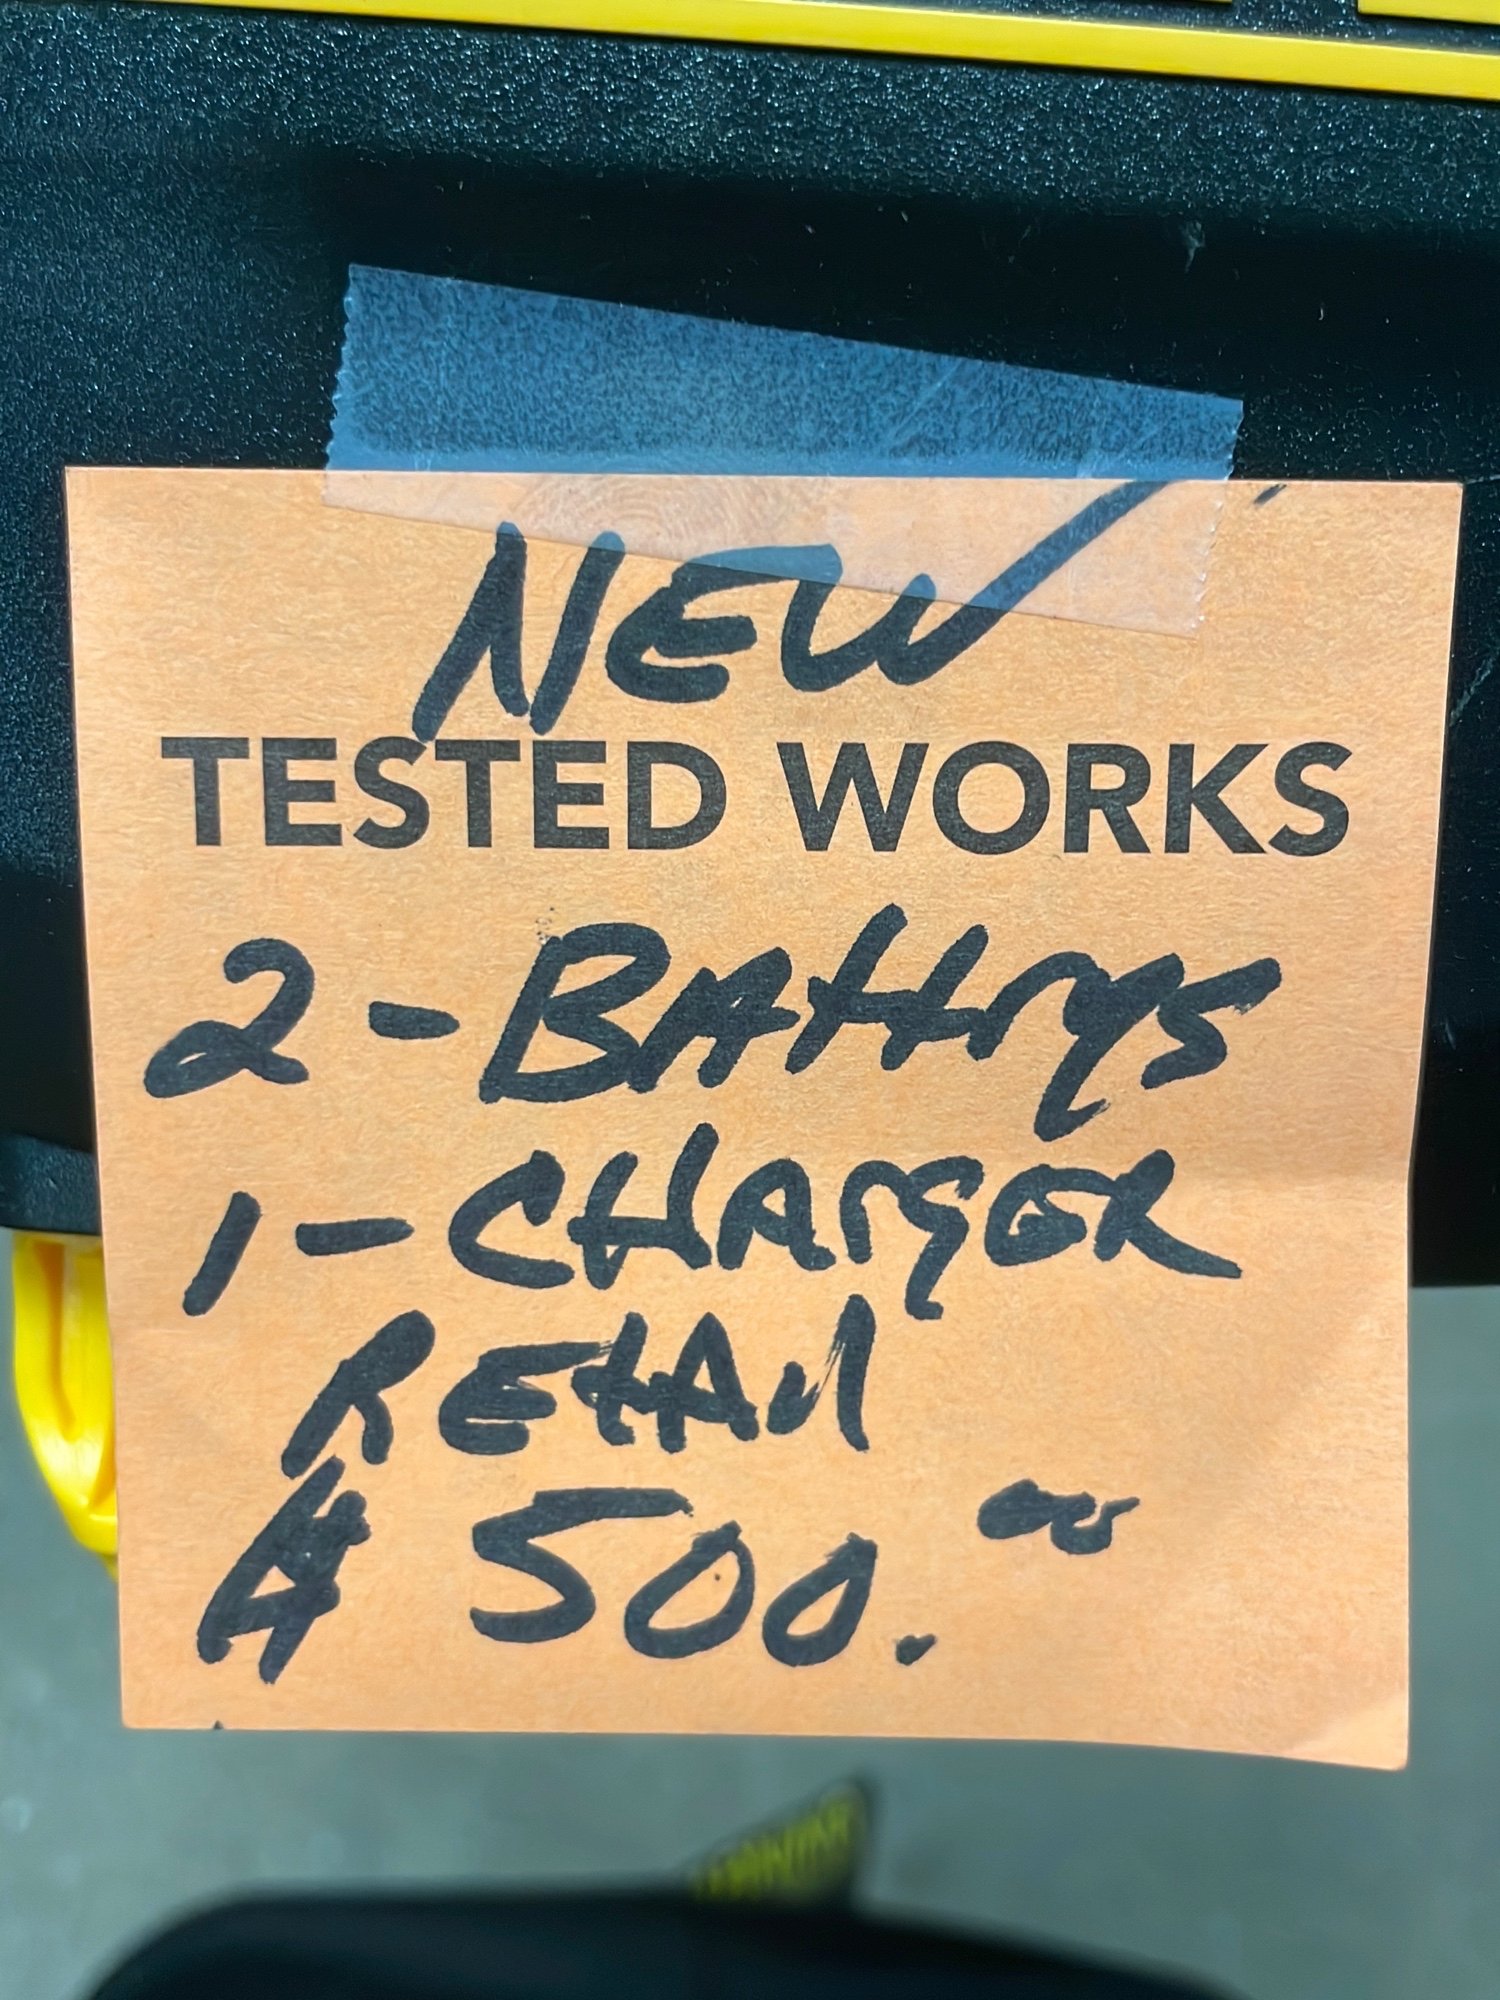 NEW
TESTED WORKS
2-BAttrys
1-CHArgER
REtAil
$ 500.00